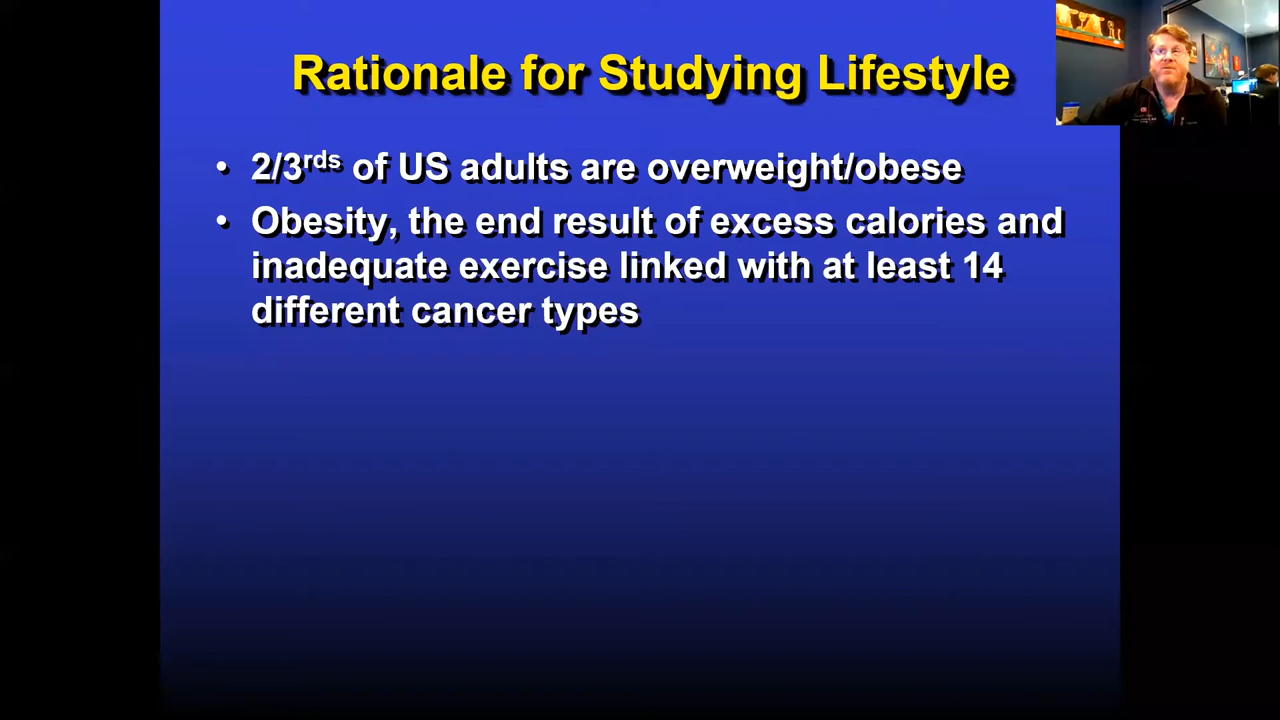 Rationale for Studying Lifestyle
• 2/3rds of US adults are overweight/obese
• Obesity, the end result of excess calories and
inadequate exercise linked with at least 14
different cancer types